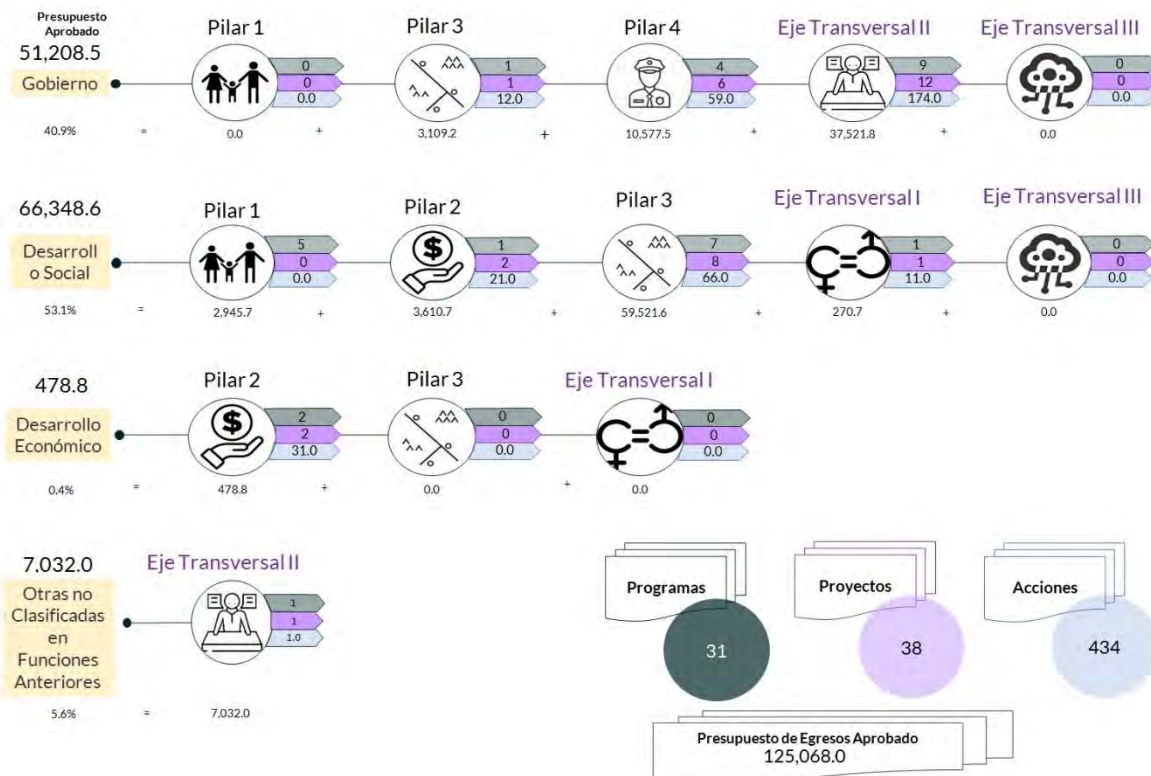 Presupuesto
Aprobado
51,208.5
Gobierno
40.9%
=
Pilar 1
0
0
0.0
0.0
+
Pilar 3
1
1
12.0
3,109.2
+
Pilar 4
4
6
59.0
10,577.5
+
Eje Transversal II
9
12
174.0
37,521.8
+
Eje Transversal III
0
0
0.0
0.0
66,348.6
Desarroll
o Social
53.1%
=
Pilar 1
5
0
0.0
2,945.7
+
Pilar 2
$
1
2
21.0
3,610.7
+
Pilar 3
7
8
66.0
59,521.6
+
Eje Transversal I
1
1
11.0
270.7
+
Eje Transversal III
0
0
0.0
0.0
478.8
Desarrollo
Económico
0.4%
=
Pilar 2
$
2
2
31.0
478.8
+
Pilar 3
0
0
0.0
0.0
+
Eje Transversal I
0
0
0.0
0.0
7,032.0
Otras no
Clasificadas
en
Funciones
Anteriores
5.6%
=
Eje Transversal II
1
1
1.0
7,032.0
Programas
31
Proyectos
38
Acciones
434
Presupuesto de Egresos Aprobado
125,068.0